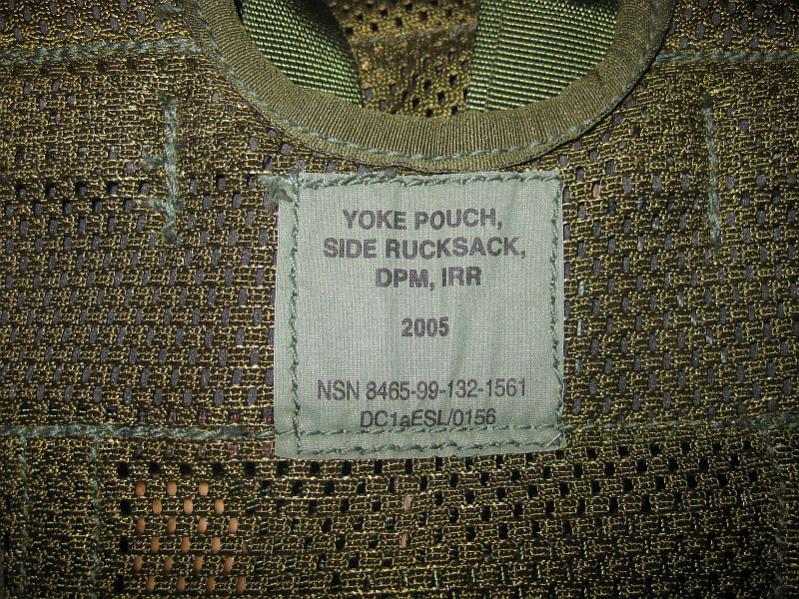 YOKE POUCH,
SIDE RUCKSACK,
DPM, IRR
2005
NSN 8465-99-132-1561
DC1aESL/0156